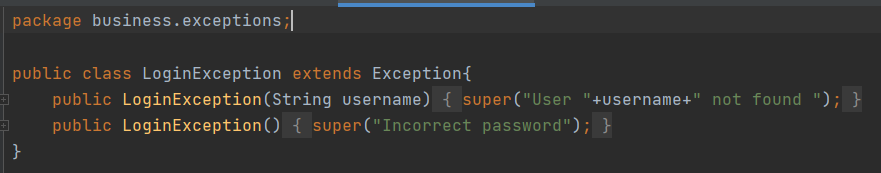 package business.exceptions;
public class LoginException extends Exception{
public LoginException(String username) { super("User "+username+" not found "); }
public LoginException() { super("Incorrect password"); }
}